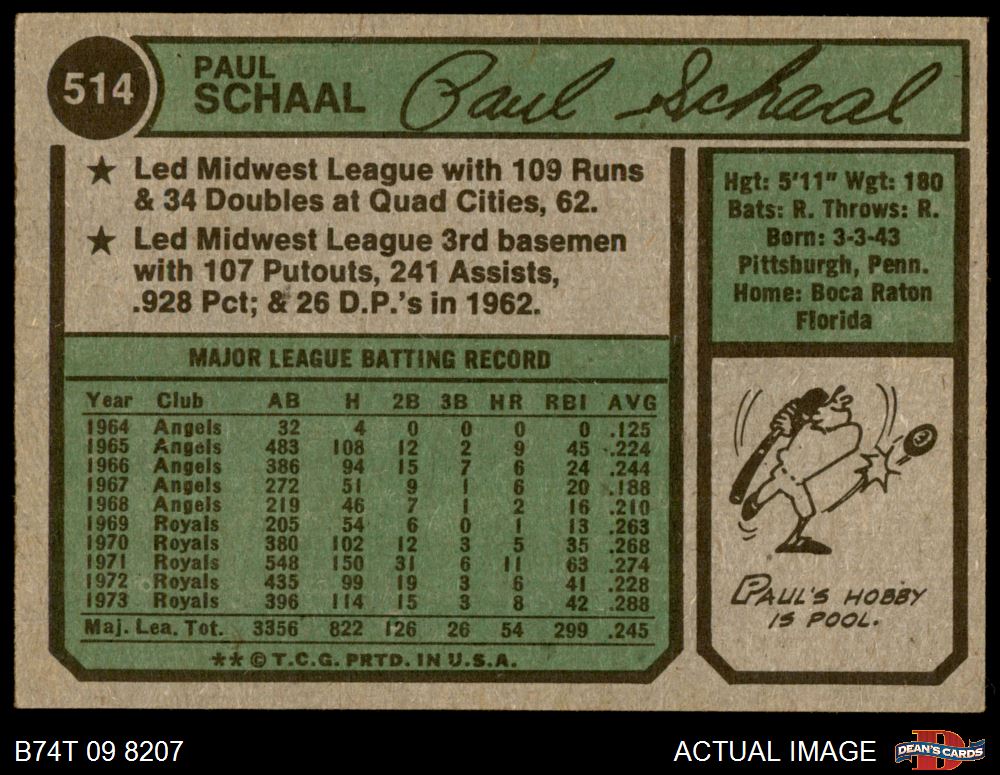 514
PAUL
SCHAAL
Paul Schaal
★ Led Midwest League with 109 Runs
& 34 Doubles at Quad Cities, 62.
★ Led Midwest League 3rd basemen
with 107 Putouts, 241 Assists,
.928 Pct; & 26 D.P.'s in 1962.
Hgt: 5'11" Wgt: 180
Bats: R. Throws: R.
Born: 3-3-43
Pittsburgh, Penn.
Home: Boca Raton
Florida
MAJOR LEAGUE BATTING RECORD
Year Club AB H 2B 3B HR RBI AVG
1964 Angels 32 4 0 0 0 0 .125
1965 Angels 483 108 12 2 9 45 .224
1966 Angels 386 94 15 7 6 24 .244
1967 Angels 272 51 9 1 6 20 .188
1968 Angels 219 46 7 1 2 16 .210
1969 Royals 205 54 6 0 1 13 .263
1970 Royals 380 102 12 3 5 35 .268
1971 Royals 548 150 31 6 11 63 .274
1972 Royals 435 99 19 3 6 41 .228
1973 Royals 396 114 15 3 8 42 .288
Maj. Lea. Tot. 3356 822 126 26 54 299 .245
** © T.C.G. PRTD. IN U.S.A.
PAUL'S HOBBY
IS POOL.
B74T 09 8207
ACTUAL IMAGE
DEAN'S CARDS